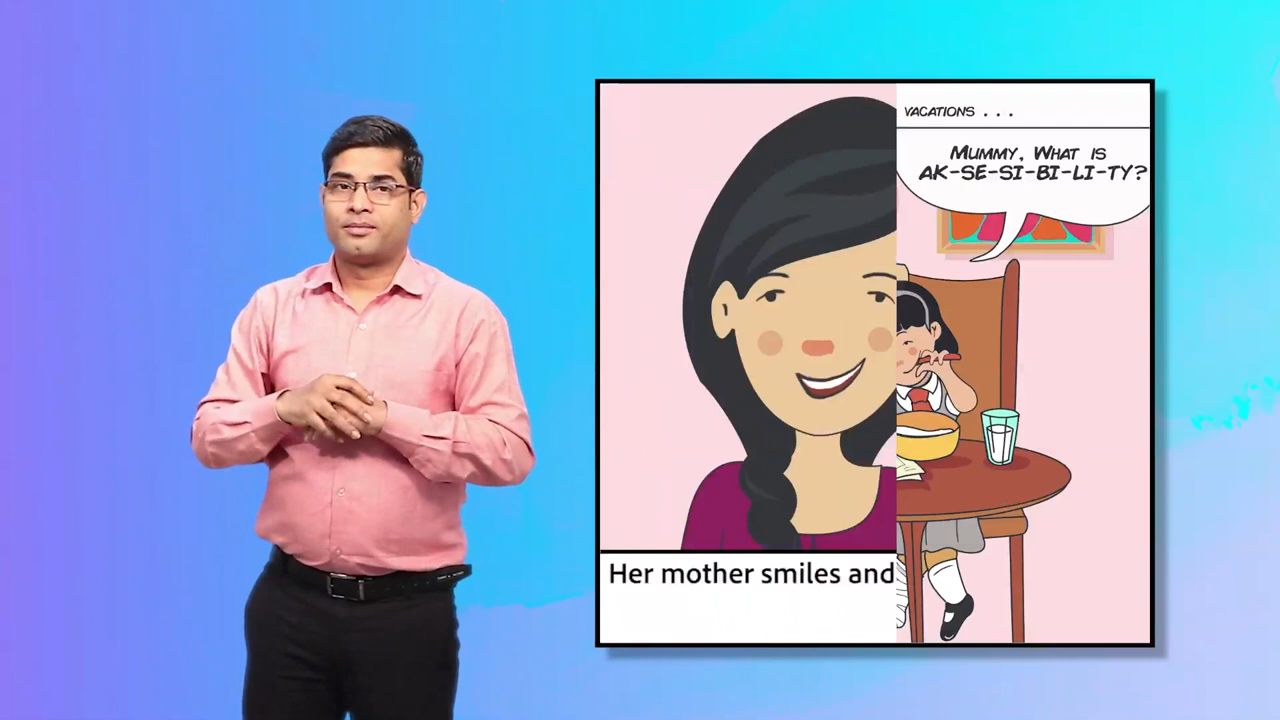 VACATIONS . . .
MUMMY, WHAT IS
AK-SE-SI-BI-LI-TY?
Her mother smiles and